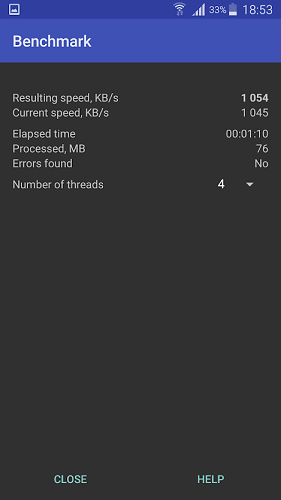 33% 18:53
Benchmark
Resulting speed, KB/s 1 054
Current speed, KB/s 1 045
Elapsed time 00:01:10
Processed, MB 76
Errors found No
Number of threads 4
CLOSE HELP